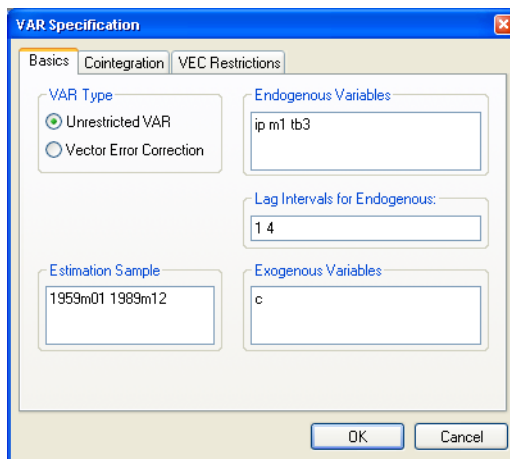 VAR Specification
Basics
Cointegration
VEC Restrictions
VAR Type
Unrestricted VAR
Vector Error Correction
Endogenous Variables
ip m1 tb3
Lag Intervals for Endogenous:
1 4
Estimation Sample
1959m01 1989m12
Exogenous Variables
c
OK
Cancel